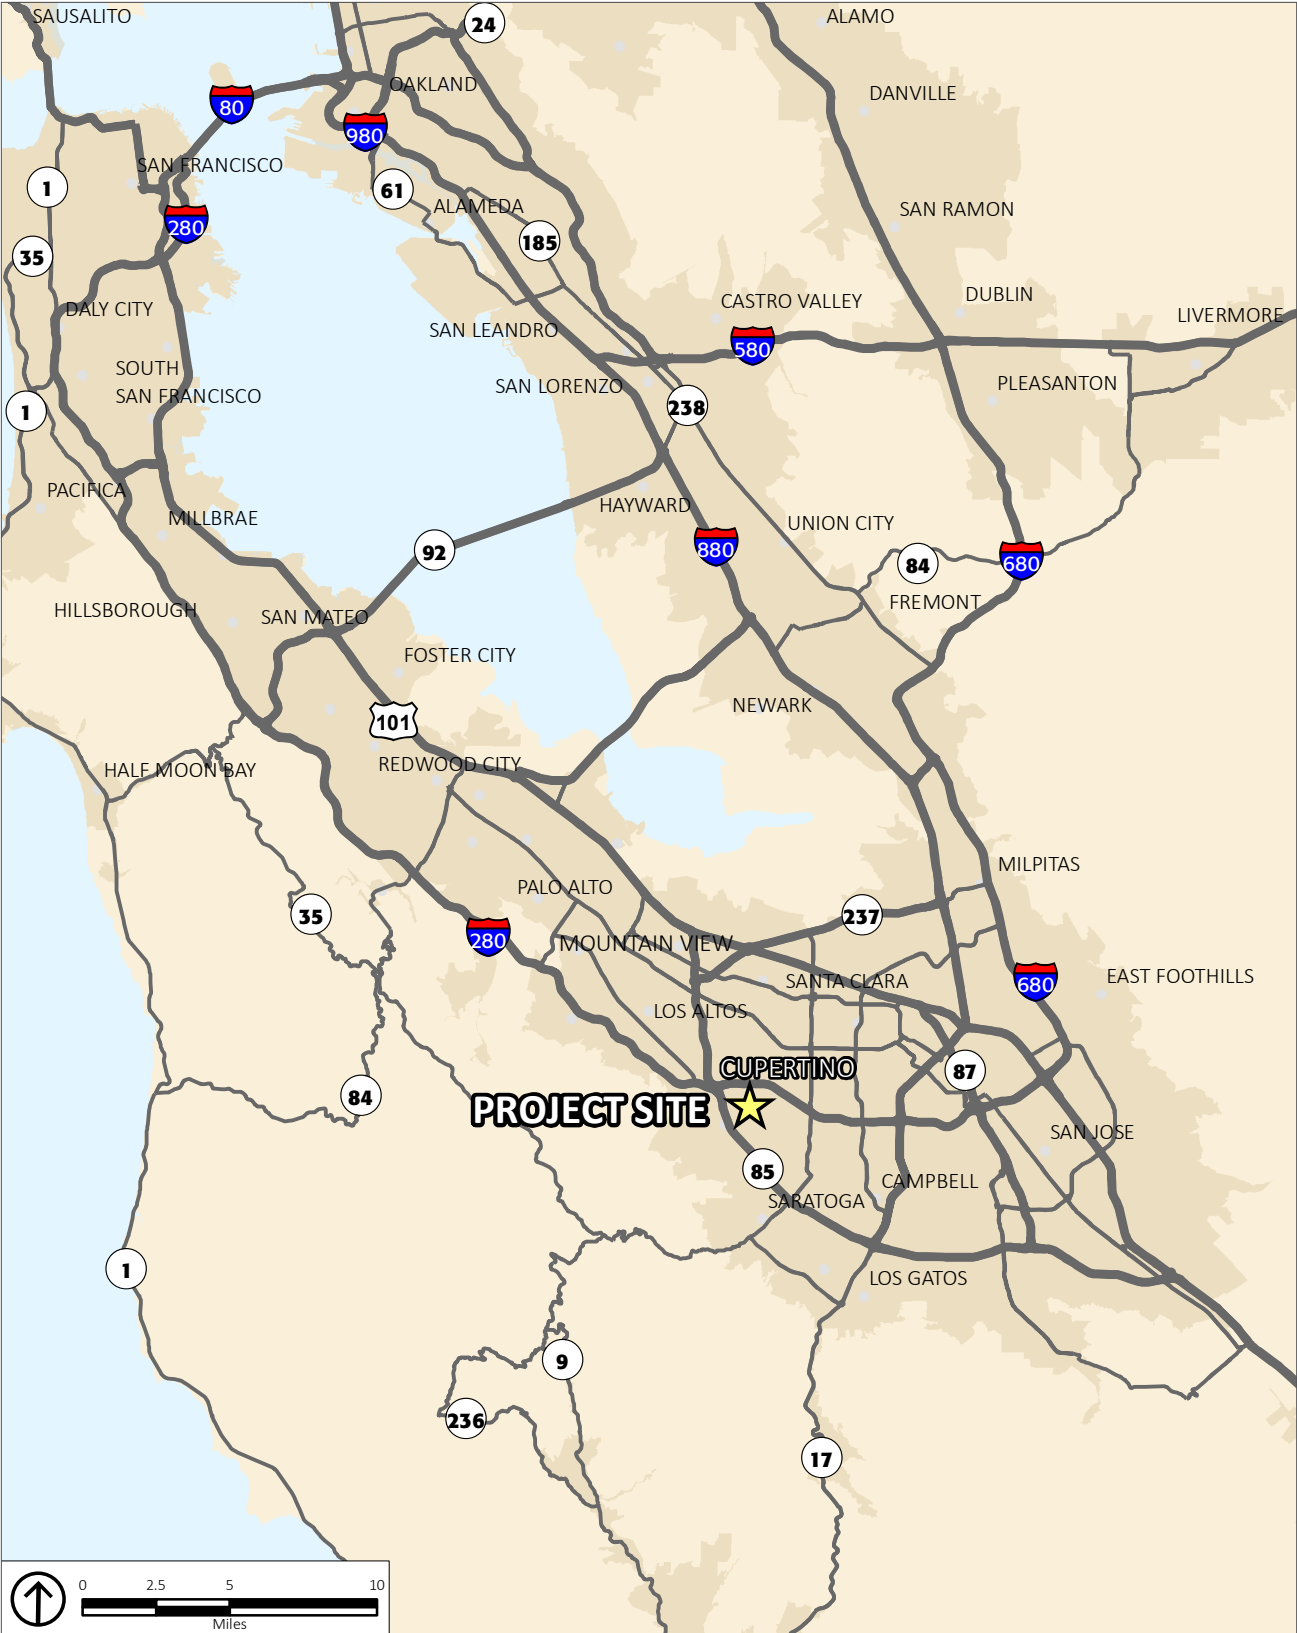 SAUSALITO
24
ALAMO
OAKLAND
DANVILLE
80
980
SAN FRANCISCO
1
61
ALAMEDA
SAN RAMON
280
185
35
DUBLIN
CASTRO VALLEY
DALY CITY
LIVERMORE
SAN LEANDRO
580
SOUTH
SAN FRANCISCO
SAN LORENZO
PLEASANTON
1
238
PACIFICA
HAYWARD
MILLBRAE
UNION CITY
92
880
84
680
HILLSBOROUGH
SAN MATEO
FREMONT
FOSTER CITY
NEWARK
101
HALF MOON BAY
REDWOOD CITY
MILPITAS
PALO ALTO
35
237
280
MOUNTAIN VIEW
SANTA CLARA
680
EAST FOOTHILLS
LOS ALTOS
CUPERTINO
87
84
PROJECT SITE
SAN JOSE
85
CAMPBELL
SARATOGA
1
LOS GATOS
9
236
17
0 2.5 5 10
Miles